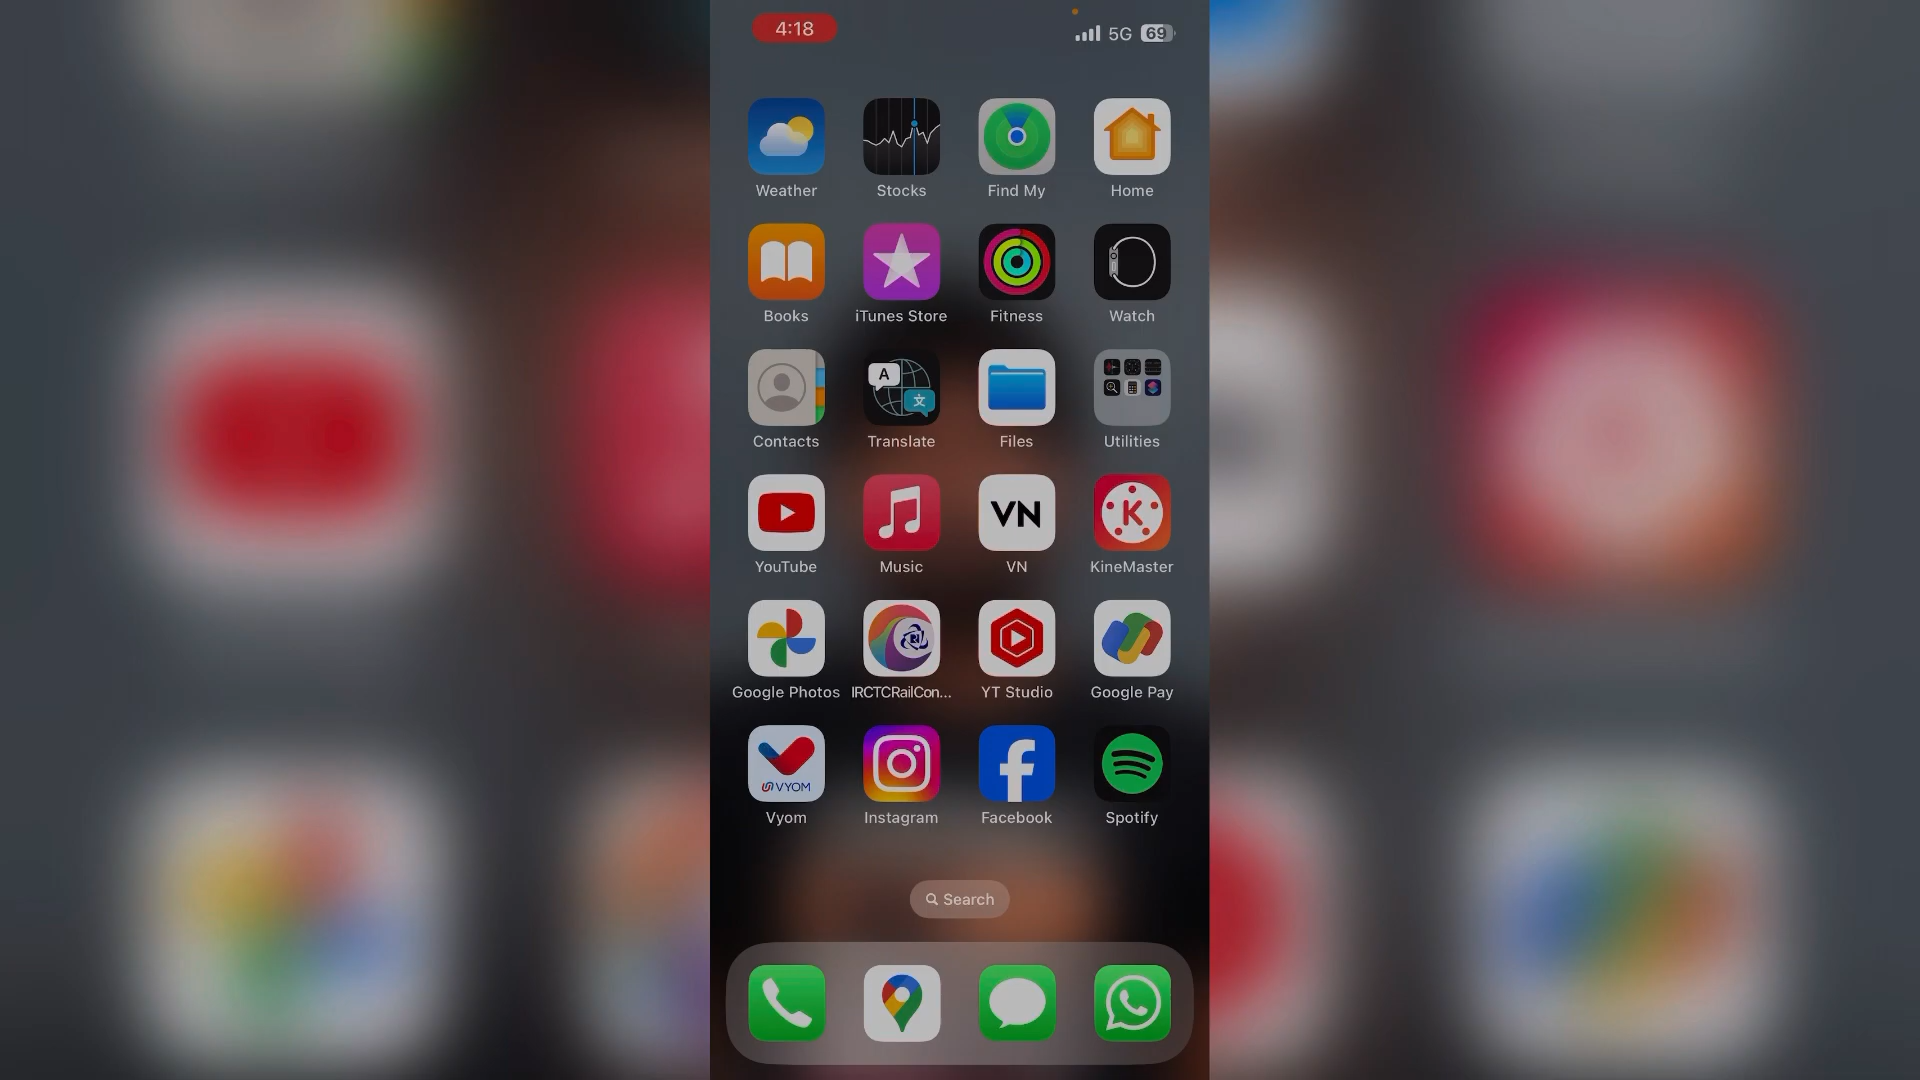 4:18
5G 69
Weather Stocks Find My Home
Books iTunes Store Fitness Watch
A
文
Contacts Translate Files Utilities
VN
K
YouTube Music VN KineMaster
Google Photos IRCTCRailCon... YT Studio Google Pay
VYOM
Vyom Instagram Facebook Spotify
Search